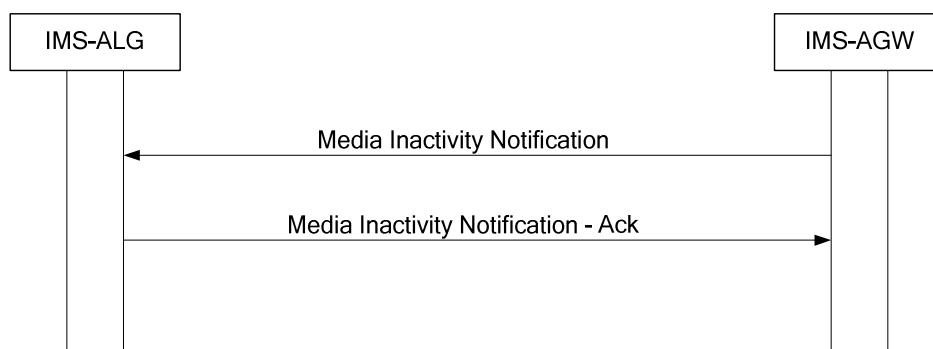 IMS-ALG
IMS-AGW
Media Inactivity Notification
Media Inactivity Notification - Ack